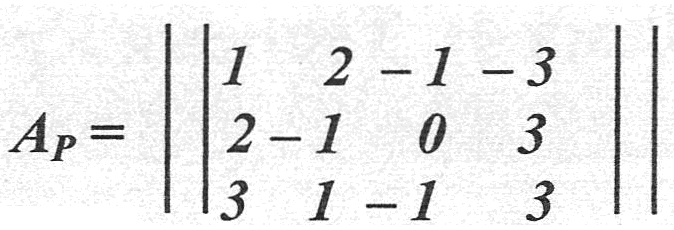 1 2 – 1 – 3
A_P = || 2 – 1 0 3 ||
3 1 – 1 3